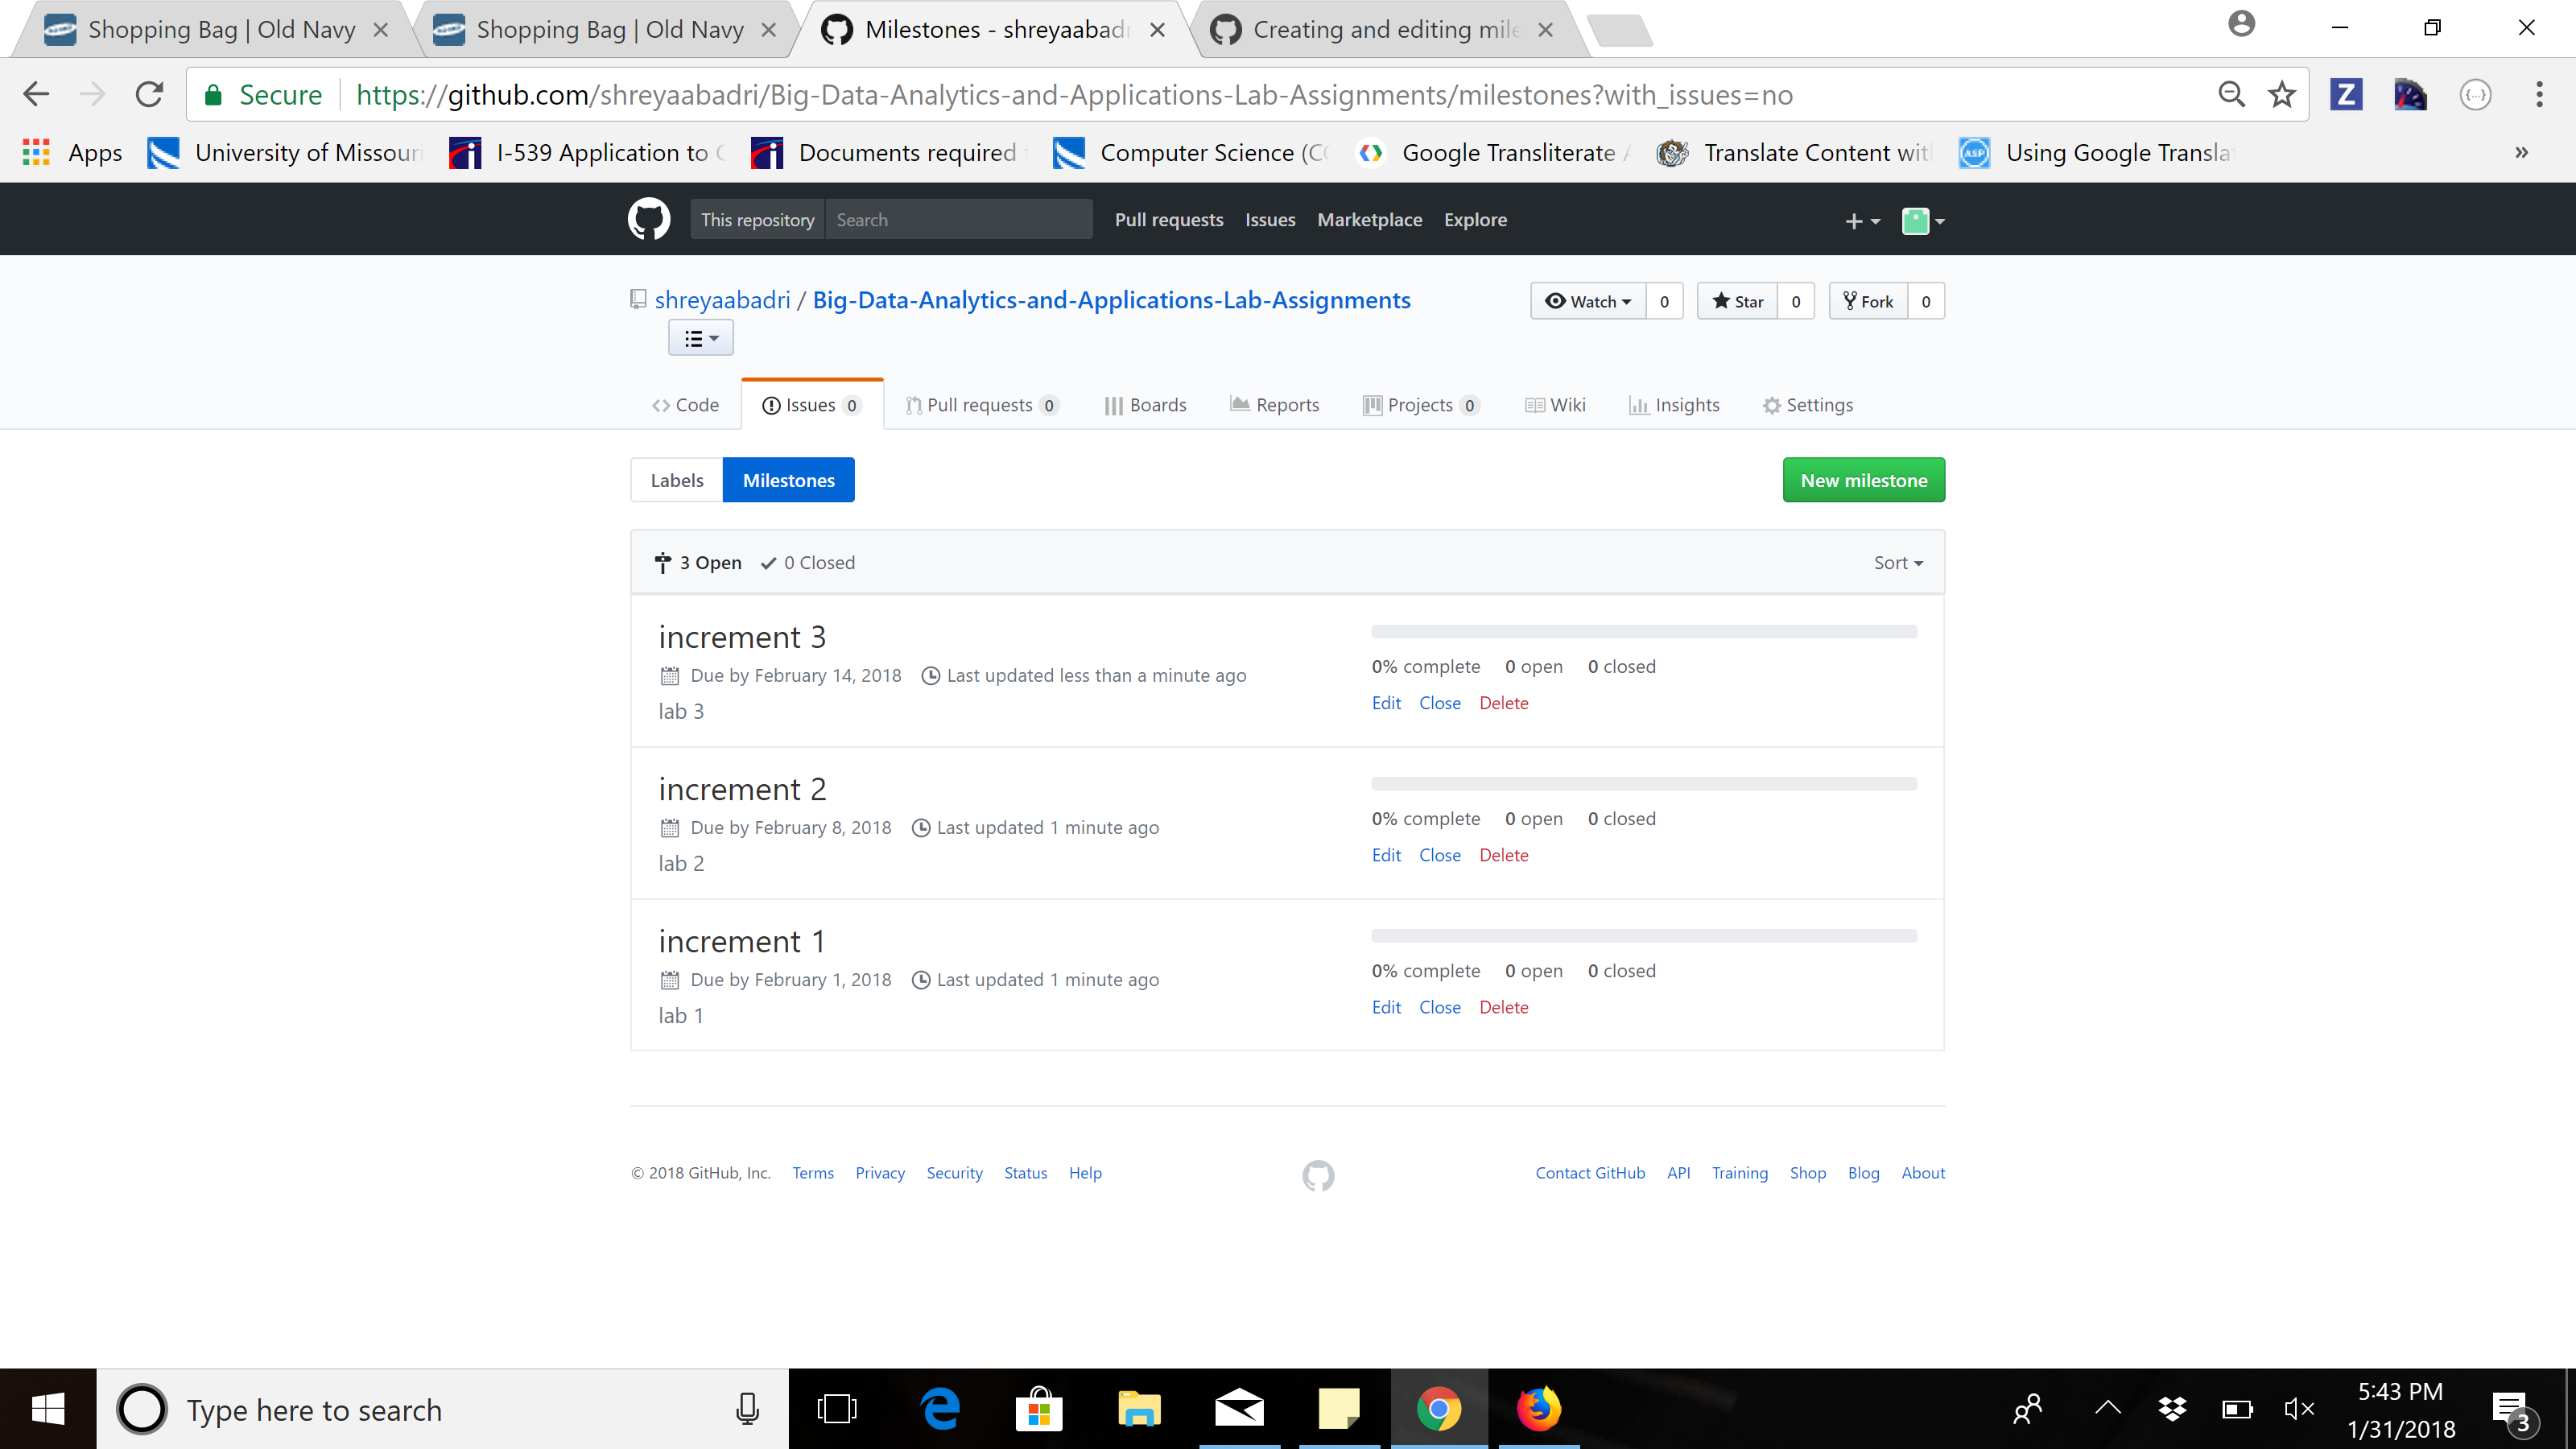 Shopping Bag | Old Navy
Shopping Bag | Old Navy
Milestones - shreyaabadr
Creating and editing mile
Secure https://github.com/shreyaabadri/Big-Data-Analytics-and-Applications-Lab-Assignments/milestones?with_issues=no
Z {...}
Apps University of Missouri I-539 Application to Documents required Computer Science (CC Google Transliterate Translate Content wit ASP Using Google Transla »
This repository Search Pull requests Issues Marketplace Explore
shreyaabadri / Big-Data-Analytics-and-Applications-Lab-Assignments Watch 0 Star 0 Fork 0
Code Issues 0 Pull requests 0 Boards Reports Projects 0 Wiki Insights Settings
Labels Milestones New milestone
3 Open 0 Closed Sort
increment 3
Due by February 14, 2018 Last updated less than a minute ago
lab 3
0% complete 0 open 0 closed
Edit Close Delete
increment 2
Due by February 8, 2018 Last updated 1 minute ago
lab 2
0% complete 0 open 0 closed
Edit Close Delete
increment 1
Due by February 1, 2018 Last updated 1 minute ago
lab 1
0% complete 0 open 0 closed
Edit Close Delete
© 2018 GitHub, Inc. Terms Privacy Security Status Help Contact GitHub API Training Shop Blog About
Type here to search
5:43 PM
1/31/2018
3